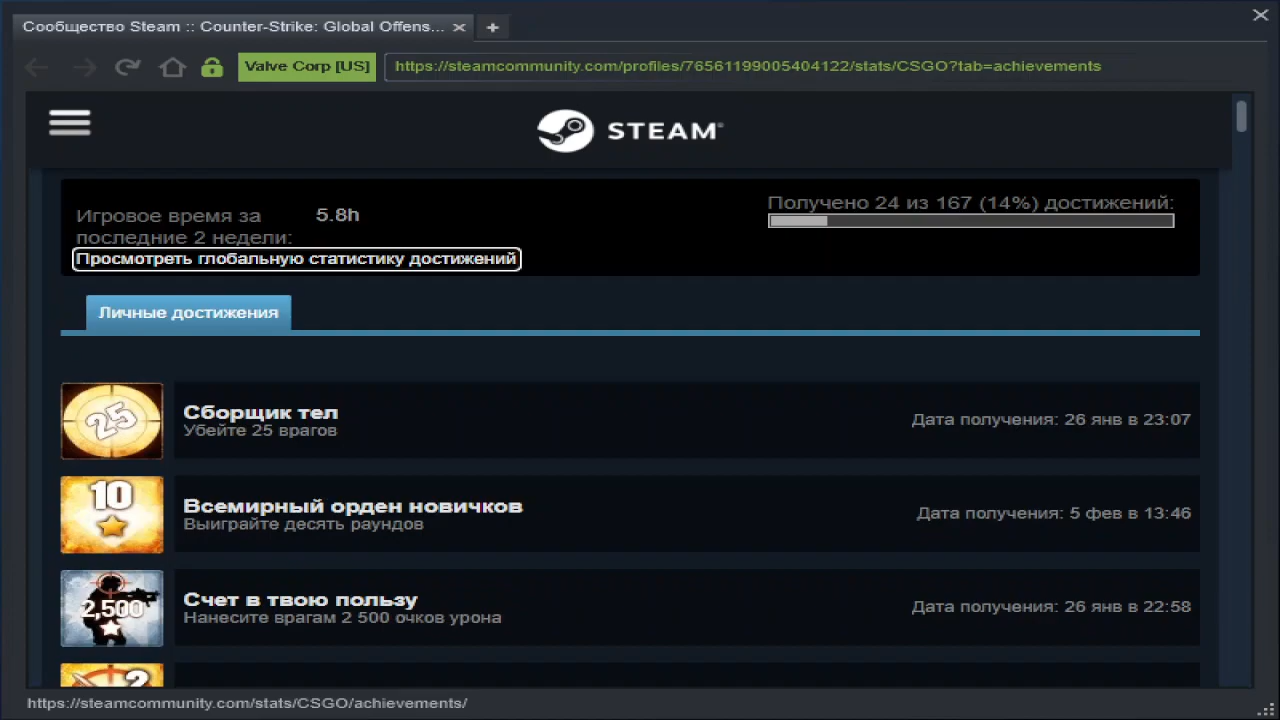 Сообщество Steam :: Counter-Strike: Global Offens...
Valve Corp [US]
https://steamcommunity.com/profiles/76561199005404122/stats/CSGO?tab=achievements
STEAM®
Игровое время за последние 2 недели:
5.8h
Получено 24 из 167 (14%) достижений:
Просмотреть глобальную статистику достижений
Личные достижения
25
Сборщик тел
Убейте 25 врагов
Дата получения: 26 янв в 23:07
10
Всемирный орден новичков
Выиграйте десять раундов
Дата получения: 5 фев в 13:46
2,500
Счет в твою пользу
Нанесите врагам 2 500 очков урона
Дата получения: 26 янв в 22:58
2
https://steamcommunity.com/stats/CSGO/achievements/